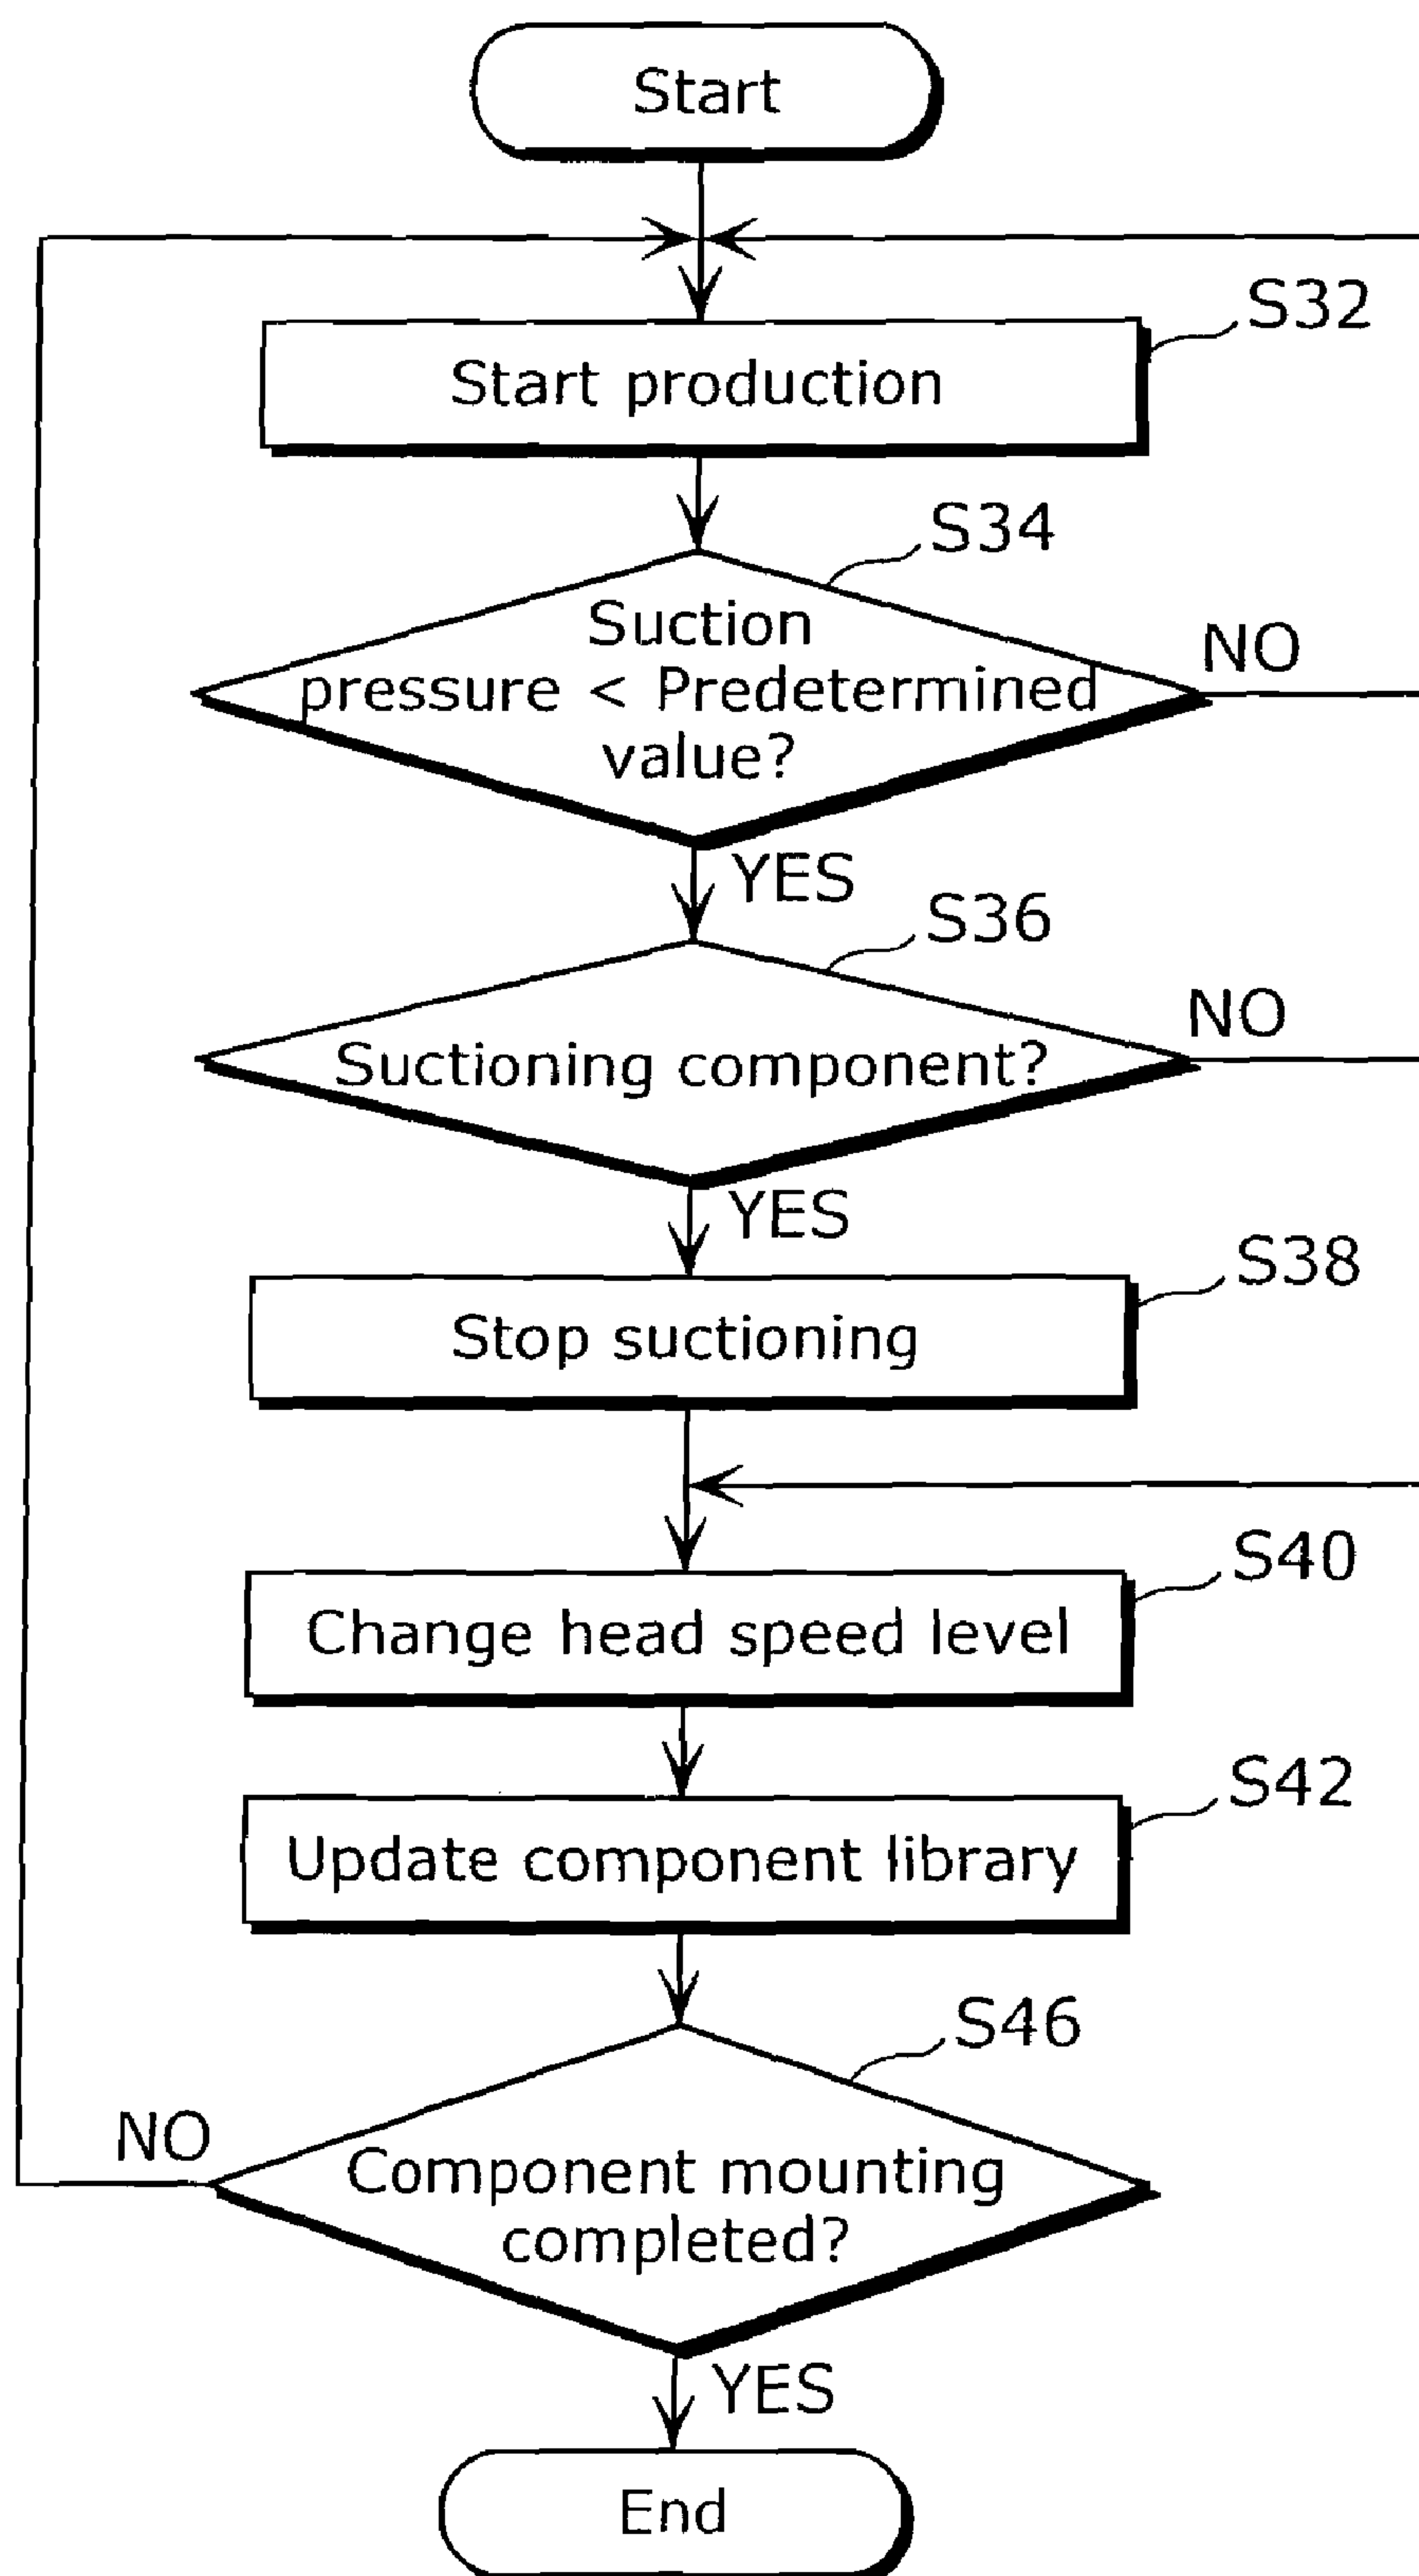 Start
S32
Start production
S34
Suction
pressure < Predetermined
value?
NO
YES
S36
Suctioning component?
NO
YES
S38
Stop suctioning
S40
Change head speed level
S42
Update component library
S46
NO
Component mounting
completed?
YES
End